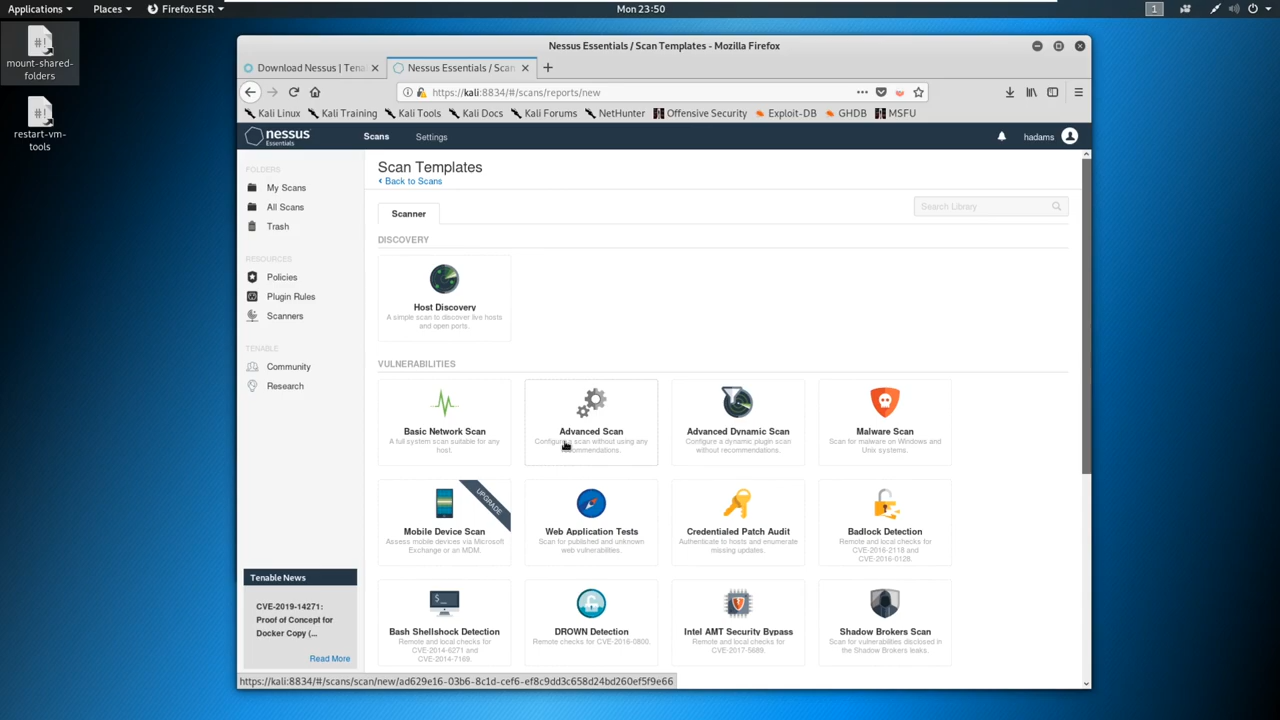 Applications
Places
Firefox ESR
Mon 23:50
1
mount-shared-
folders
restart-vm-
tools
Nessus Essentials / Scan Templates - Mozilla Firefox
Download Nessus | Tena
Nessus Essentials / Scan
https://kali:8834/#/scans/reports/new
Kali Linux
Kali Training
Kali Tools
Kali Docs
Kali Forums
NetHunter
Offensive Security
Exploit-DB
GHDB
MSFU
nessus
Essentials
Scans
Settings
hadams
FOLDERS
My Scans
All Scans
Trash
RESOURCES
Policies
Plugin Rules
Scanners
TENABLE
Community
Research
Tenable News
CVE-2019-14271:
Proof of Concept for
Docker Copy (...
Read More
Scan Templates
Back to Scans
Scanner
Search Library
DISCOVERY
Host Discovery
A simple scan to discover live hosts
and open ports.
VULNERABILITIES
Basic Network Scan
A full system scan suitable for any
host.
Advanced Scan
Configure a scan without using any
recommendations.
Advanced Dynamic Scan
Configure a dynamic plugin scan
without recommendations.
Malware Scan
Scan for malware on Windows and
Unix systems.
UPGRADE
Mobile Device Scan
Assess mobile devices via Microsoft
Exchange or an MDM.
Web Application Tests
Scan for published and unknown
web vulnerabilities.
Credentialed Patch Audit
Authenticate to hosts and enumerate
missing updates.
Badlock Detection
Remote and local checks for
CVE-2016-2118 and
CVE-2016-0128.
$_
Bash Shellshock Detection
Remote and local checks for
CVE-2014-6271 and
CVE-2014-7169.
DROWN Detection
Remote checks for CVE-2016-0800.
Intel AMT Security Bypass
Remote and local checks for
CVE-2017-5689.
Shadow Brokers Scan
Scan for vulnerabilities disclosed in
the Shadow Brokers leaks.
https://kali:8834/#/scans/scan/new/ad629e16-03b6-8c1d-cef6-ef8c9dd3c658d24bd260ef5f9e66